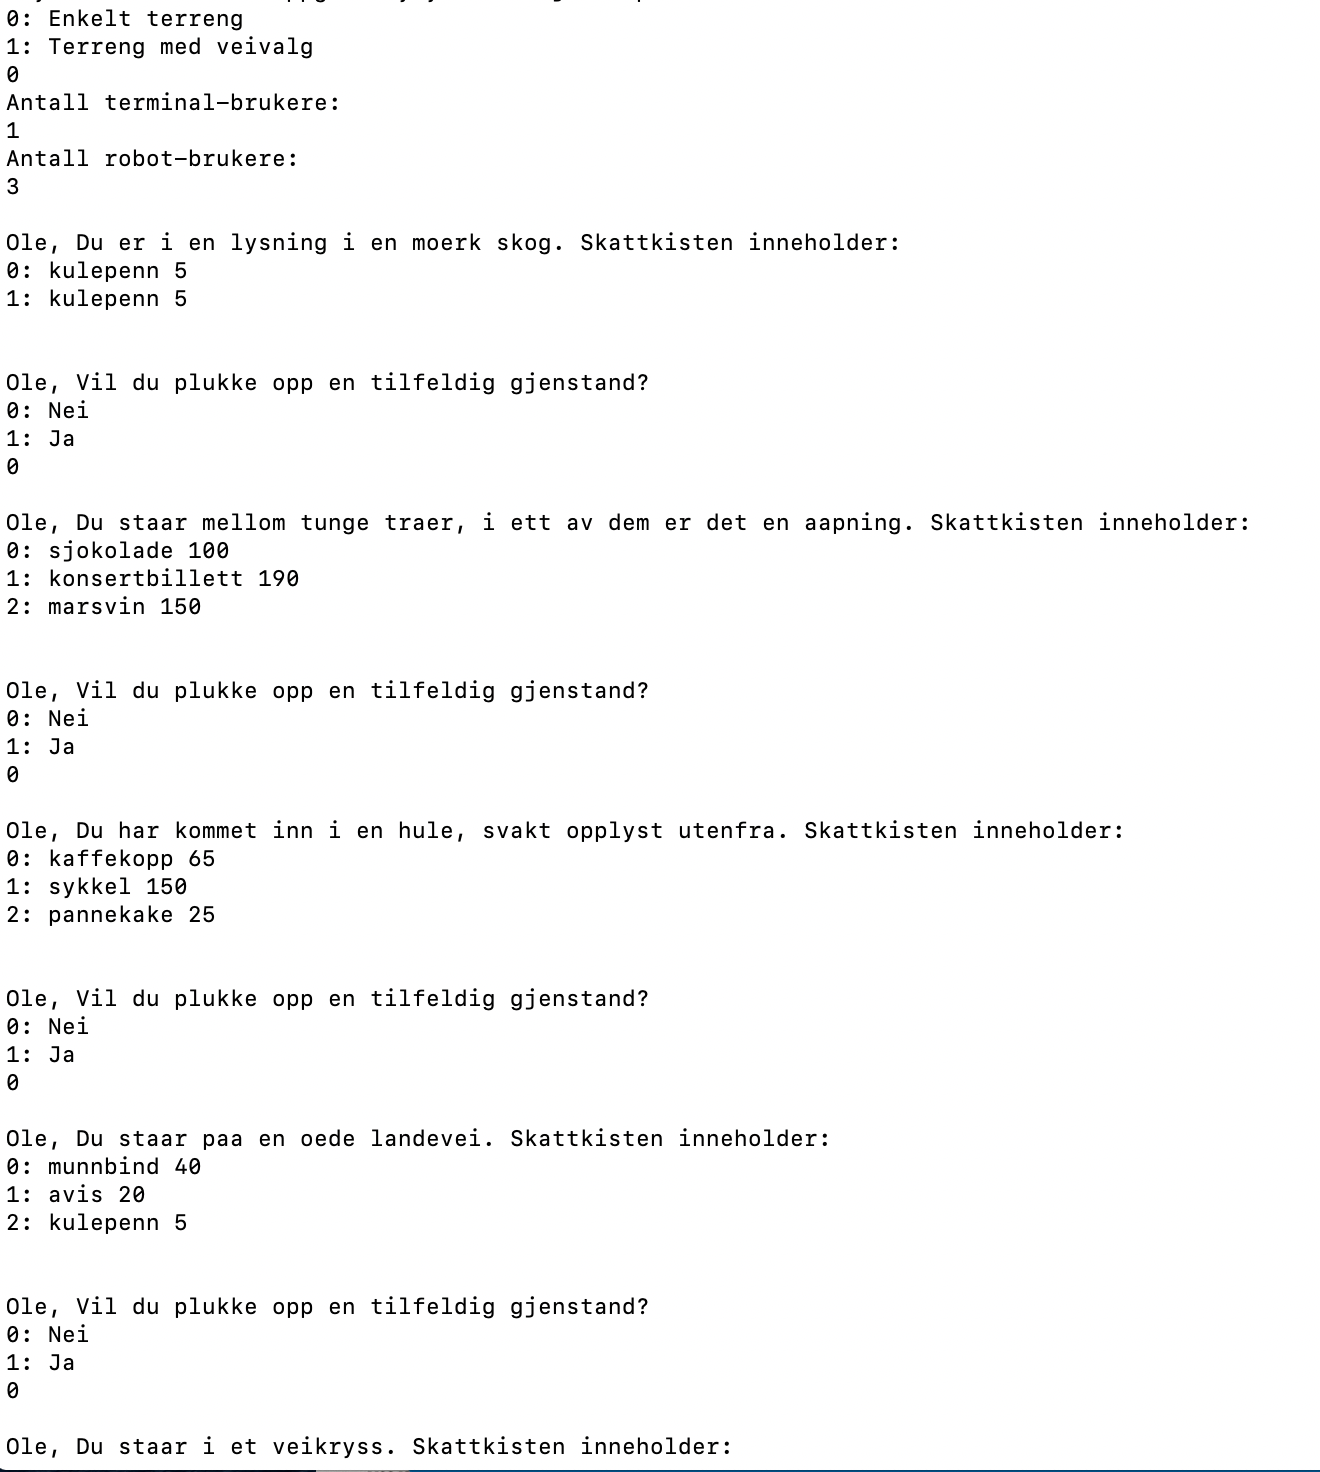 0: Enkelt terreng
1: Terreng med veivalg
0
Antall terminal-brukere:
1
Antall robot-brukere:
3
Ole, Du er i en lysning i en moerk skog. Skattkisten inneholder:
0: kulepenn 5
1: kulepenn 5
Ole, Vil du plukke opp en tilfeldig gjenstand?
0: Nei
1: Ja
0
Ole, Du staar mellom tunge traer, i ett av dem er det en aapning. Skattkisten inneholder:
0: sjokolade 100
1: konsertbillett 190
2: marsvin 150
Ole, Vil du plukke opp en tilfeldig gjenstand?
0: Nei
1: Ja
0
Ole, Du har kommet inn i en hule, svakt opplyst utenfra. Skattkisten inneholder:
0: kaffekopp 65
1: sykkel 150
2: pannekake 25
Ole, Vil du plukke opp en tilfeldig gjenstand?
0: Nei
1: Ja
0
Ole, Du staar paa en oede landevei. Skattkisten inneholder:
0: munnbind 40
1: avis 20
2: kulepenn 5
Ole, Vil du plukke opp en tilfeldig gjenstand?
0: Nei
1: Ja
0
Ole, Du staar i et veikryss. Skattkisten inneholder: